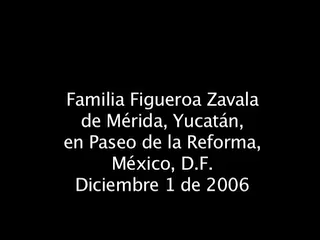 Familia Figueroa Zavala
de Mérida, Yucatán,
en Paseo de la Reforma,
México, D.F.
Diciembre 1 de 2006